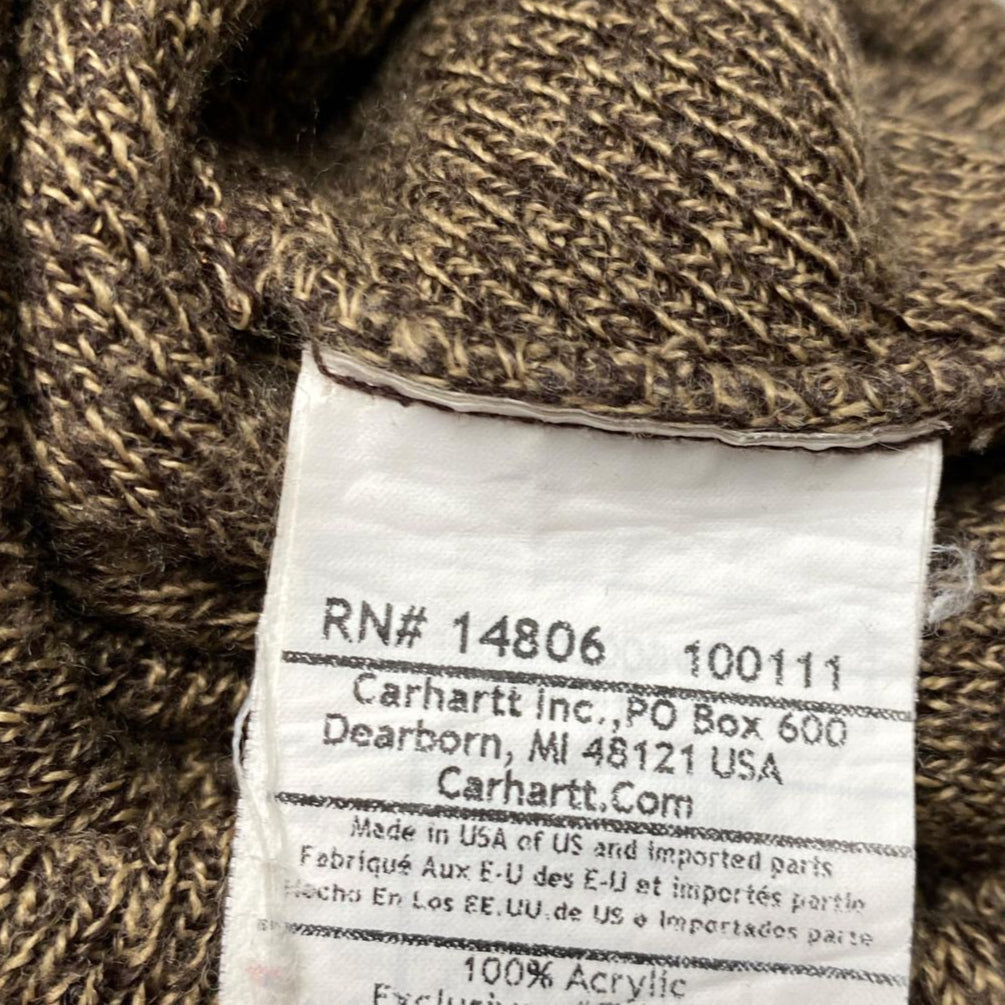 RN# 14806 100111
Carhartt Inc.,PO Box 600
Dearborn, MI 48121 USA
Carhartt.Com
Made in USA of US and imported parts
Fabriqué Aux E-U des E-U et importés partie
Hecho En Los EE.UU.de US e Importados parte
100% Acrylic